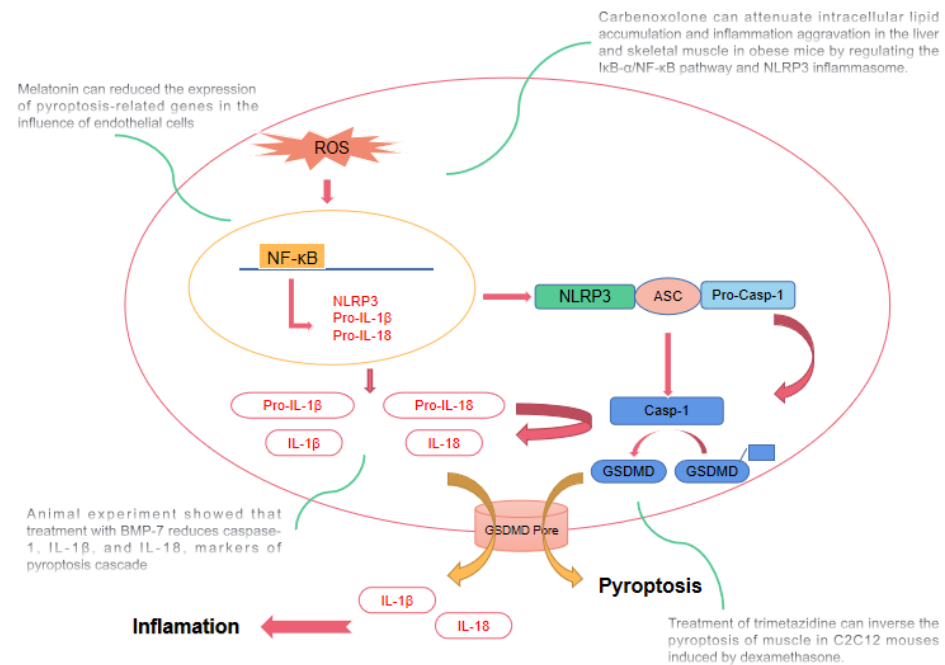 Carbenoxolone can attenuate intracellular lipid
accumulation and inflammation aggravation in the liver
and skeletal muscle in obese mice by regulating the
IκB-α/NF-κB pathway and NLRP3 inflammasome.
Melatonin can reduced the expression
of pyroptosis-related genes in the
influence of endothelial cells
ROS
NF-κB
NLRP3
Pro-IL-1β
Pro-IL-18
NLRP3
ASC
Pro-Casp-1
Pro-IL-1β
Pro-IL-18
Casp-1
IL-1β
IL-18
GSDMD
GSDMD
Animal experiment showed that
treatment with BMP-7 reduces caspase-
1, IL-1β, and IL-18, markers of
pyroptosis cascade
GSDMD Pore
Pyroptosis
IL-1β
IL-18
Inflamation
Treatment of trimetazidine can inverse the
pyroptosis of muscle in C2C12 mouses
induced by dexamethasone.